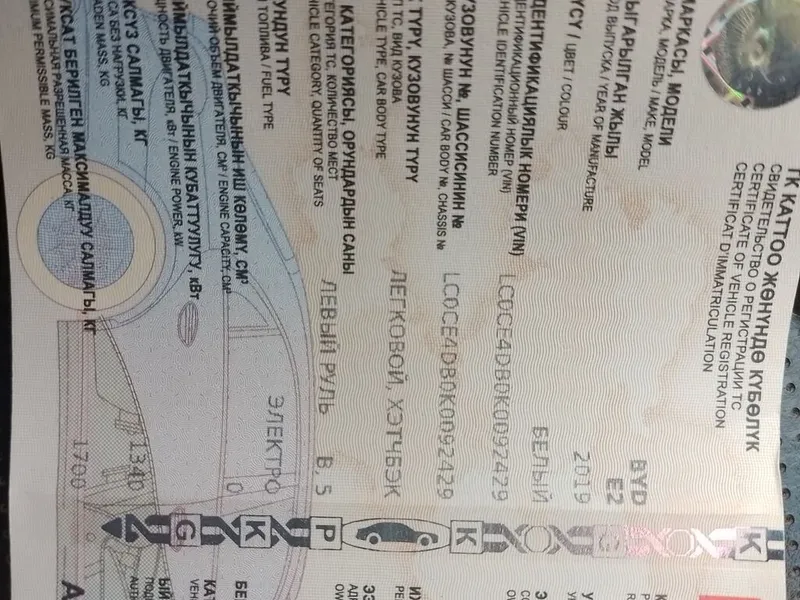 ТК КАТТОО ЖӨНҮНДӨ КҮБӨЛҮК
СВИДЕТЕЛЬСТВО О РЕГИСТРАЦИИ ТС
CERTIFICATE OF VEHICLE REGISTRATION
CERTIFICAT D'IMMATRICULATION
МАРКАСЫ, МОДЕЛИ BYD
МАРКА, МОДЕЛЬ / MAKE, MODEL E2
ЧЫГАРЫЛГАН ЖЫЛЫ 2019
ВЫПУСКА / YEAR OF MANUFACTURE
ТҮСҮ / ЦВЕТ / COLOUR БЕЛЫЙ
ИДЕНТИФИКАЦИЯЛЫК НОМЕРИ (VIN) LC0CE4DB0K0092429
ИДЕНТИФИКАЦИОННЫЙ НОМЕР (VIN)
VEHICLE IDENTIFICATION NUMBER
КУЗОВУНУН №, ШАССИСИНИН № LC0CE4DB0K0092429
КУЗОВА, № ШАССИ / CAR BODY №, CHASSIS №
ТҮРҮ, КУЗОВУНУН ТҮРҮ ЛЕГКОВОЙ, ХЭТЧБЭК
ТИП ТС, ВИД КУЗОВА
VEHICLE TYPE, CAR BODY TYPE
КАТЕГОРИЯСЫ, ОРУНДАРДЫН САНЫ ЛЕВЫЙ РУЛЬ B, 5
КАТЕГОРИЯ ТС, КОЛИЧЕСТВО МЕСТ
VEHICLE CATEGORY, QUANTITY OF SEATS
ТҮРҮ ЭЛЕКТРО
ТОПЛИВА / FUEL TYPE
КЫЙМЫЛДАТКЫЧЫНЫН ИШ КӨЛӨМҮ, СМ³ 0
РАБОЧИЙ ОБЪЕМ ДВИГАТЕЛЯ, СМ³ / ENGINE CAPACITY, СМ³
КЫЙМЫЛДАТКЫЧЫНЫН КУБАТТУУЛУГУ, кВт
МОЩНОСТЬ ДВИГАТЕЛЯ, кВт / ENGINE POWER, KW
ЖҮКСҮЗ САЛМАГЫ, КГ 1340
МАССА БЕЗ НАГРУЗКИ, КГ
UNLADEN MASS, KG
УРУКСАТ БЕРИЛГЕН МАКСИМАЛДУУ САЛМАГЫ, КГ 1700
МАКСИМАЛЬНАЯ РАЗРЕШЕННАЯ МАССА, КГ
MAXIMUM PERMISSIBLE MASS, KG
K
G
K
P
K
G